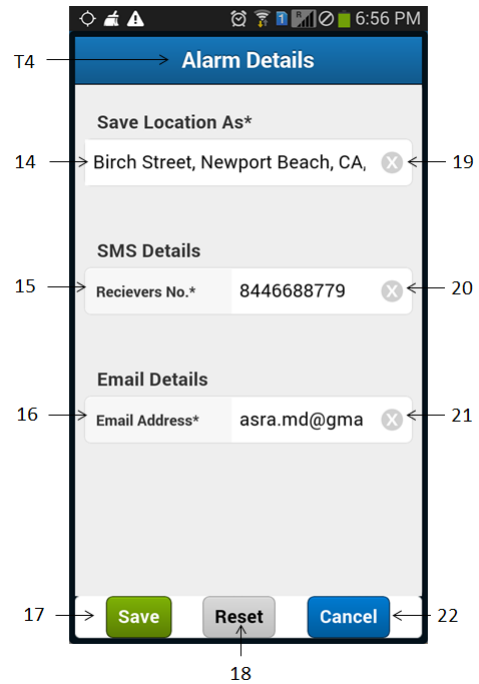 1 R 6:56 PM
T4 Alarm Details
Save Location As*
14 Birch Street, Newport Beach, CA, X 19
SMS Details
15 Recievers No.* 8446688779 X 20
Email Details
16 Email Address* asra.md@gma X 21
17 Save Reset Cancel 22
18